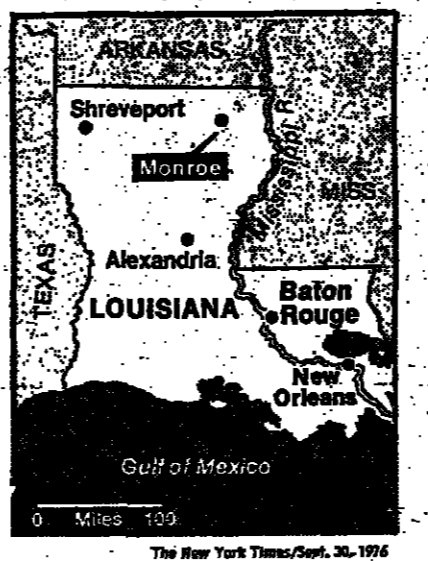 ARKANSAS
Shreveport
Monroe
Mississippi R.
MISS.
Alexandria
TEXAS
LOUISIANA
Baton
Rouge
New
Orleans
Gulf of Mexico
0 Miles 100
The New York Times/Sept. 30, 1976